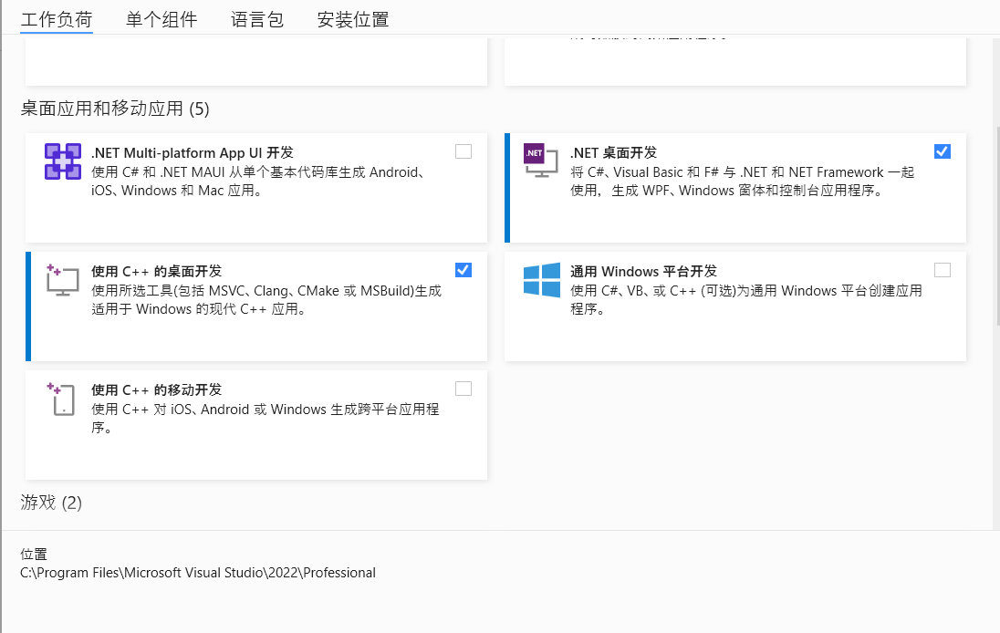 工作负荷 单个组件 语言包 安装位置
桌面应用和移动应用 (5)
.NET Multi-platform App UI 开发
使用 C# 和 .NET MAUI 从单个基本代码库生成 Android、
iOS、Windows 和 Mac 应用。
.NET
.NET 桌面开发
将 C#、Visual Basic 和 F# 与 .NET 和 NET Framework 一起
使用，生成 WPF、Windows 窗体和控制台应用程序。
使用 C++ 的桌面开发
使用所选工具(包括 MSVC、Clang、CMake 或 MSBuild)生成
适用于 Windows 的现代 C++ 应用。
通用 Windows 平台开发
使用 C#、VB、或 C++ (可选)为通用 Windows 平台创建应用
程序。
使用 C++ 的移动开发
使用 C++ 对 iOS、Android 或 Windows 生成跨平台应用程
序。
游戏 (2)
位置
C:\Program Files\Microsoft Visual Studio\2022\Professional